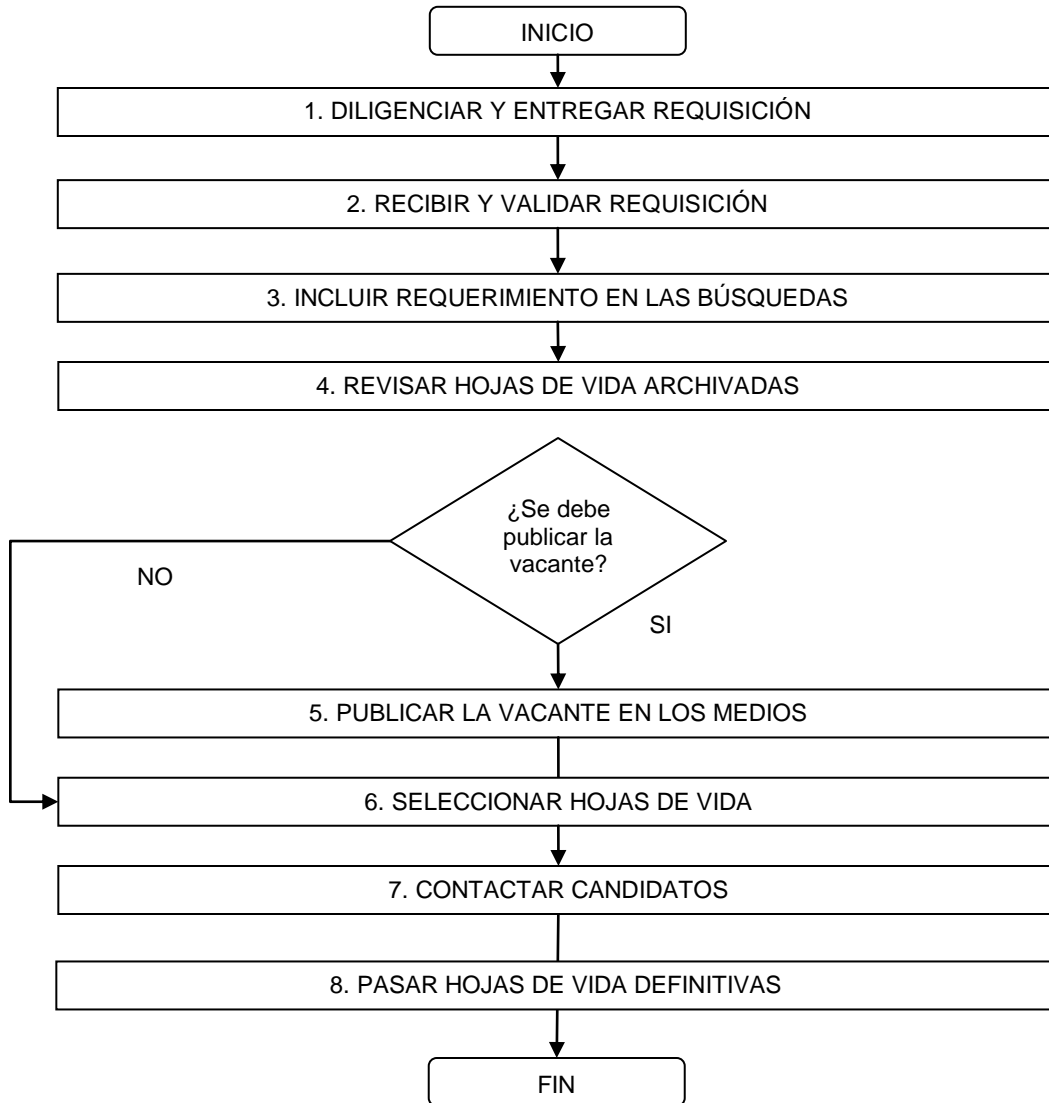 INICIO
1. DILIGENCIAR Y ENTREGAR REQUISICIÓN
2. RECIBIR Y VALIDAR REQUISICIÓN
3. INCLUIR REQUERIMIENTO EN LAS BÚSQUEDAS
4. REVISAR HOJAS DE VIDA ARCHIVADAS
¿Se debe
publicar la
vacante?
NO
SI
5. PUBLICAR LA VACANTE EN LOS MEDIOS
6. SELECCIONAR HOJAS DE VIDA
7. CONTACTAR CANDIDATOS
8. PASAR HOJAS DE VIDA DEFINITIVAS
FIN